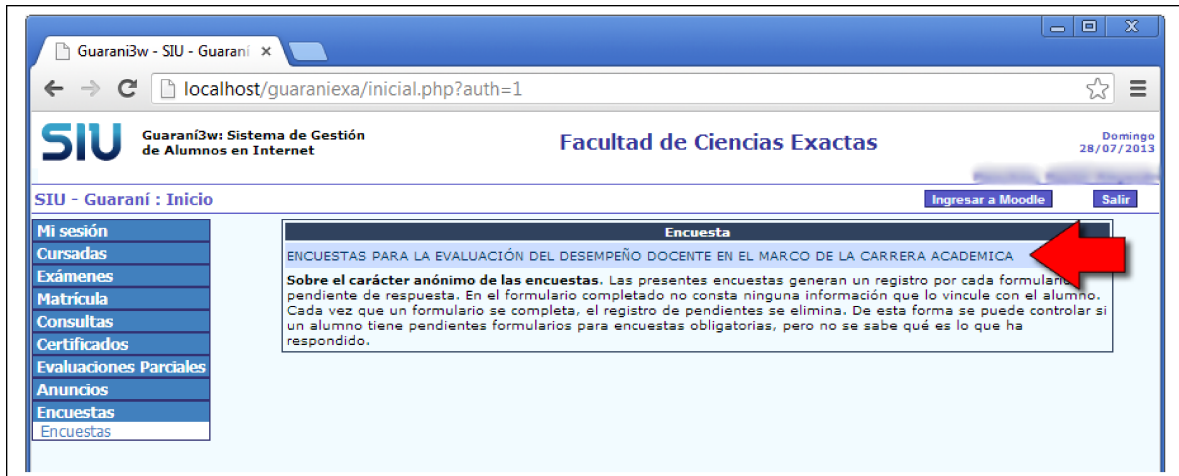 Guarani3w - SIU - Guaraní
localhost/guaraniexa/inicial.php?auth=1
SIU
Guaraní3w: Sistema de Gestión
de Alumnos en Internet
Facultad de Ciencias Exactas
Domingo
28/07/2013
SIU - Guaraní : Inicio
Ingresar a Moodle
Salir
Mi sesión
Cursadas
Exámenes
Matrícula
Consultas
Certificados
Evaluaciones Parciales
Anuncios
Encuestas
Encuestas
Encuesta
ENCUESTAS PARA LA EVALUACIÓN DEL DESEMPEÑO DOCENTE EN EL MARCO DE LA CARRERA ACADEMICA
Sobre el carácter anónimo de las encuestas. Las presentes encuestas generan un registro por cada formulario
pendiente de respuesta. En el formulario completado no consta ninguna información que lo vincule con el alumno.
Cada vez que un formulario se completa, el registro de pendientes se elimina. De esta forma se puede controlar si
un alumno tiene pendientes formularios para encuestas obligatorias, pero no se sabe qué es lo que ha
respondido.